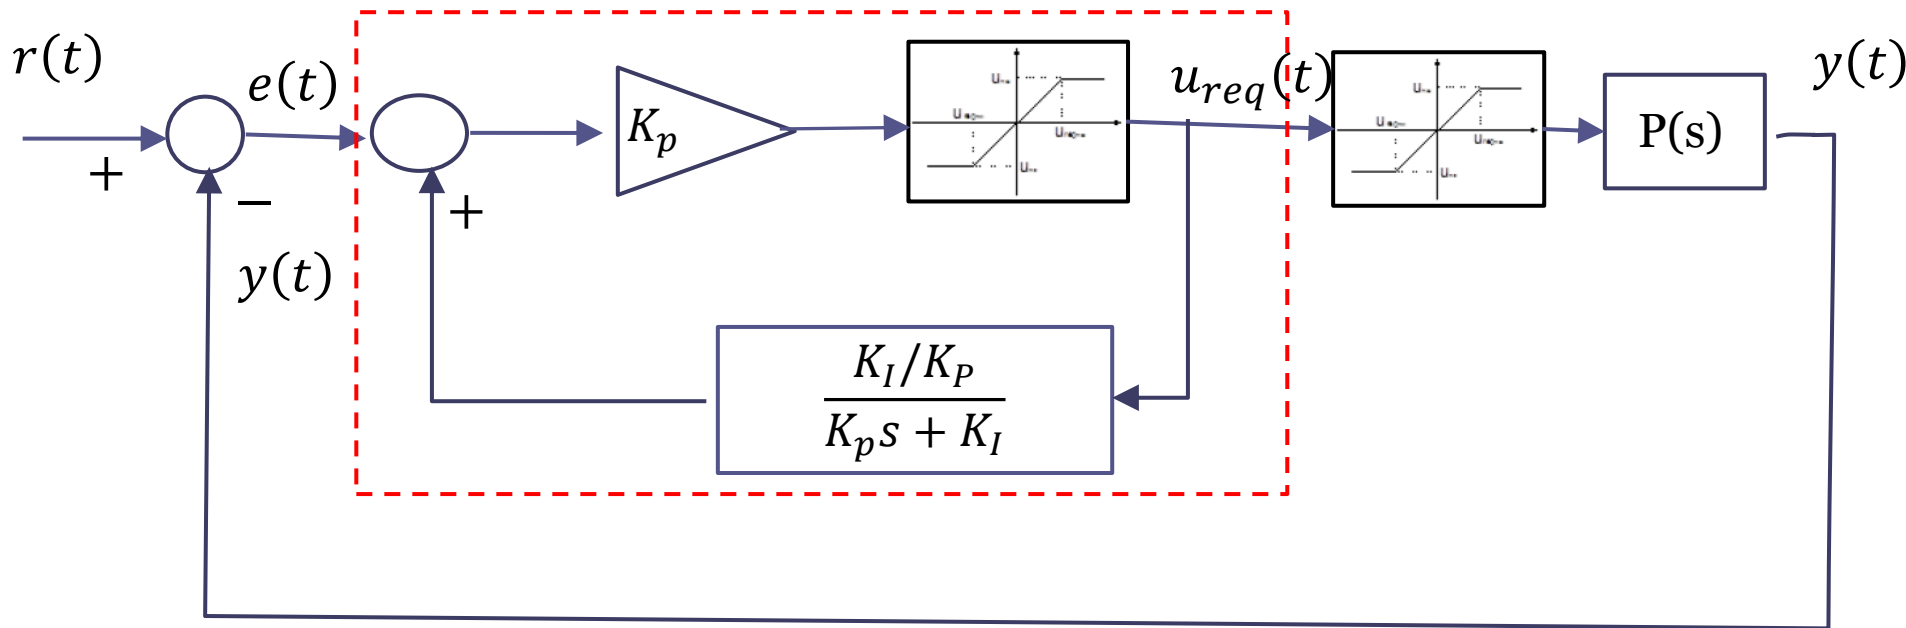 r(t)
+
e(t)
−
y(t)
+
K_p
u_req(t)
P(s)
y(t)
K_I/K_P
K_p s + K_I